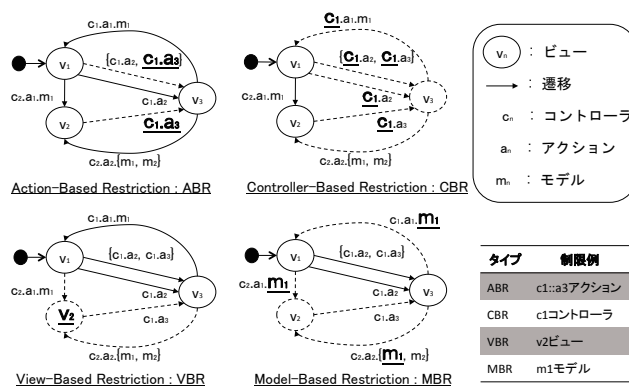 c₁.a₁.m₁
v₁
{c₁.a₂, c₁.a₃}
c₂.a₁.m₁
c₁.a₂
v₃
v₂
c₁.a₃
c₂.a₂.{m₁, m₂}
Action-Based Restriction : ABR
c₁.a₁.m₁
v₁
{c₁.a₂, c₁.a₃}
c₂.a₁.m₁
c₁.a₂
v₃
v₂
c₁.a₃
c₂.a₂.{m₁, m₂}
Controller-Based Restriction : CBR
vₙ : ビュー
: 遷移
cₙ : コントローラ
aₙ : アクション
mₙ : モデル
c₁.a₁.m₁
v₁
{c₁.a₂, c₁.a₃}
c₂.a₁.m₁
c₁.a₂
v₃
v₂
c₁.a₃
c₂.a₂.{m₁, m₂}
View-Based Restriction : VBR
c₁.a₁.m₁
v₁
{c₁.a₂, c₁.a₃}
c₂.a₁.m₁
c₁.a₂
v₃
v₂
c₁.a₃
c₂.a₂.{m₁, m₂}
Model-Based Restriction : MBR
タイプ 制限例
ABR c1::a3アクション
CBR c1コントローラ
VBR v2ビュー
MBR m1モデル